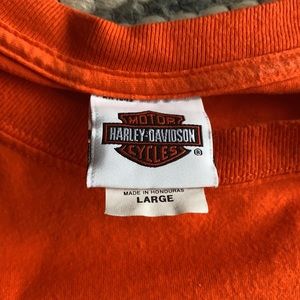 MOTOR
HARLEY-DAVIDSON
CYCLES
®
MADE IN HONDURAS
LARGE